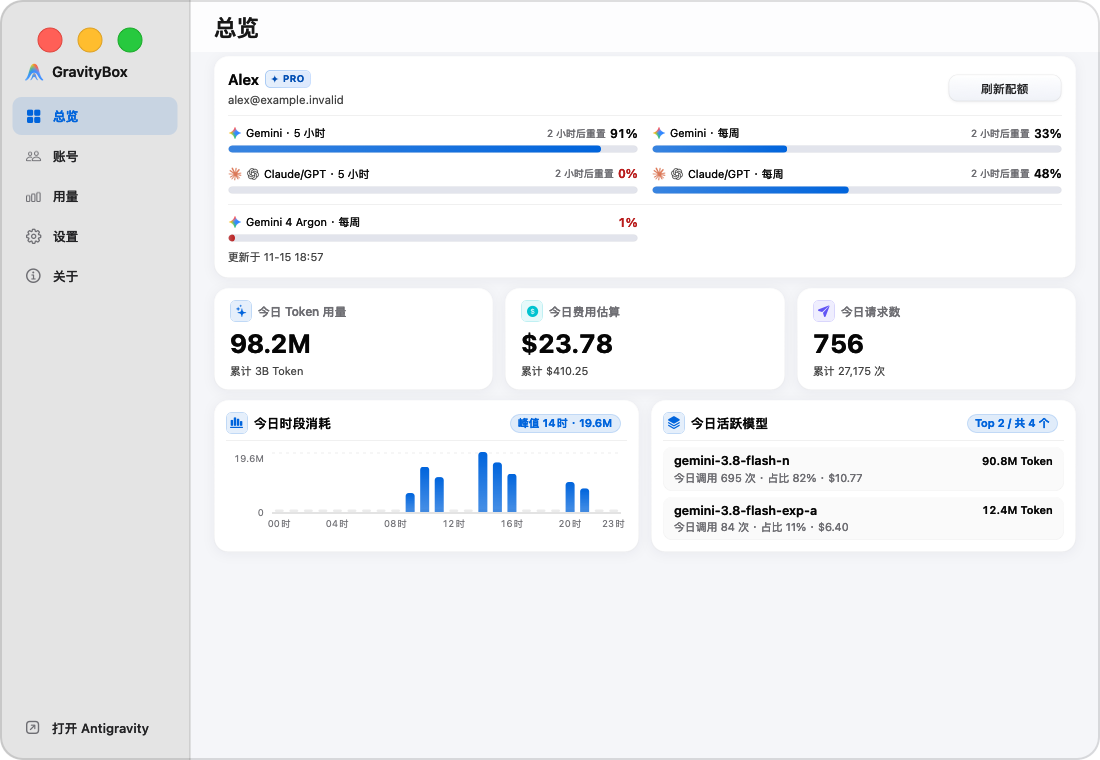 总览
GravityBox
总览
账号
用量
设置
关于
打开 Antigravity
Alex PRO
alex@example.invalid
刷新配额
Gemini · 5 小时 2 小时后重置 91%
Gemini · 每周 2 小时后重置 33%
Claude/GPT · 5 小时 2 小时后重置 0%
Claude/GPT · 每周 2 小时后重置 48%
Gemini 4 Argon · 每周 1%
更新于 11-15 18:57
今日 Token 用量
98.2M
累计 3B Token
今日费用估算
$23.78
累计 $410.25
今日请求数
756
累计 27,175 次
今日时段消耗 峰值 14时 · 19.6M
19.6M
0
00时 04时 08时 12时 16时 20时 23时
今日活跃模型 Top 2 / 共 4 个
gemini-3.8-flash-n 90.8M Token
今日调用 695 次 · 占比 82% · $10.77
gemini-3.8-flash-exp-a 12.4M Token
今日调用 84 次 · 占比 11% · $6.40